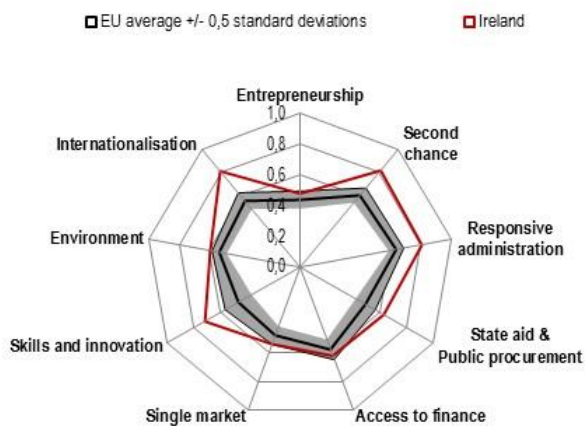 EU average +/- 0,5 standard deviations
Ireland
Entrepreneurship
1,0
Internationalisation
0,8
Second
chance
0,6
0,4
Environment
0,2
Responsive
administration
0,0
Skills and innovation
State aid &
Public procurement
Single market
Access to finance